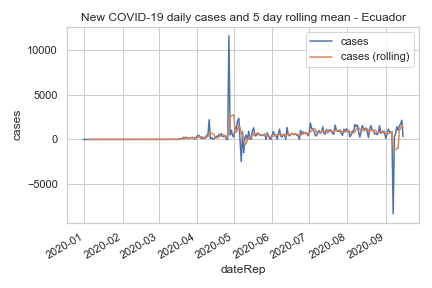 New COVID-19 daily cases and 5 day rolling mean - Ecuador
cases
cases (rolling)
10000
5000
0
−5000
cases
2020-01
2020-02
2020-03
2020-04
2020-05
2020-06
2020-07
2020-08
2020-09
dateRep